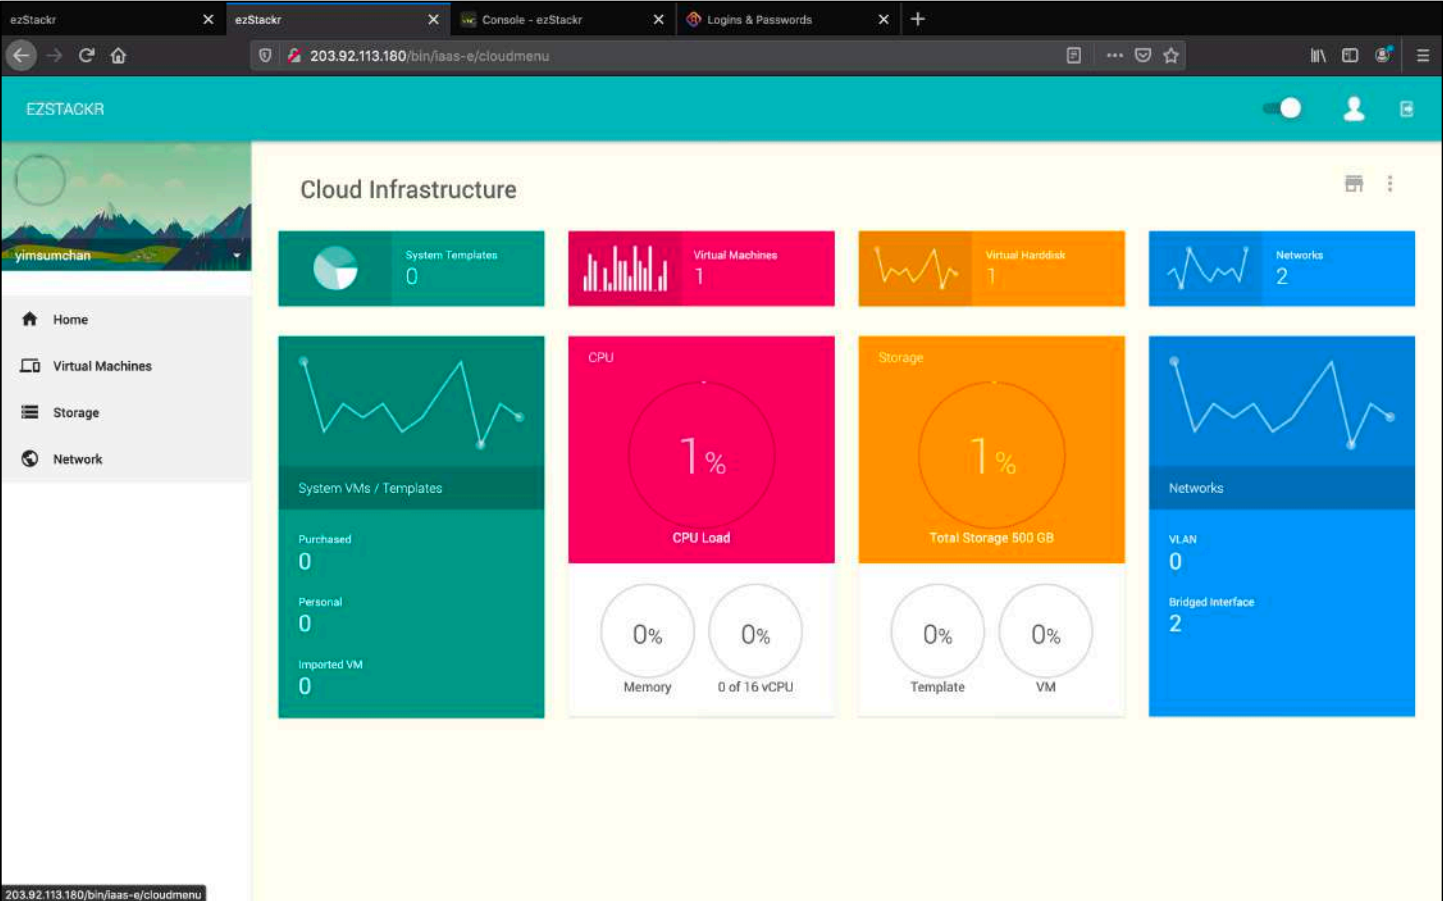 ezStackr
ezStackr
Console - ezStackr
Logins & Passwords
203.92.113.180/bin/iaas-e/cloudmenu
EZSTACKR
yimsumchan
Home
Virtual Machines
Storage
Network
Cloud Infrastructure
System Templates
0
Virtual Machines
1
Virtual Harddisk
1
Networks
2
System VMs / Templates
Purchased
0
Personal
0
Imported VM
0
CPU
1%
CPU Load
0%
Memory
0%
0 of 16 vCPU
Storage
1%
Total Storage 500 GB
0%
Template
0%
VM
Networks
VLAN
0
Bridged Interface
2
203.92.113.180/bin/iaas-e/cloudmenu